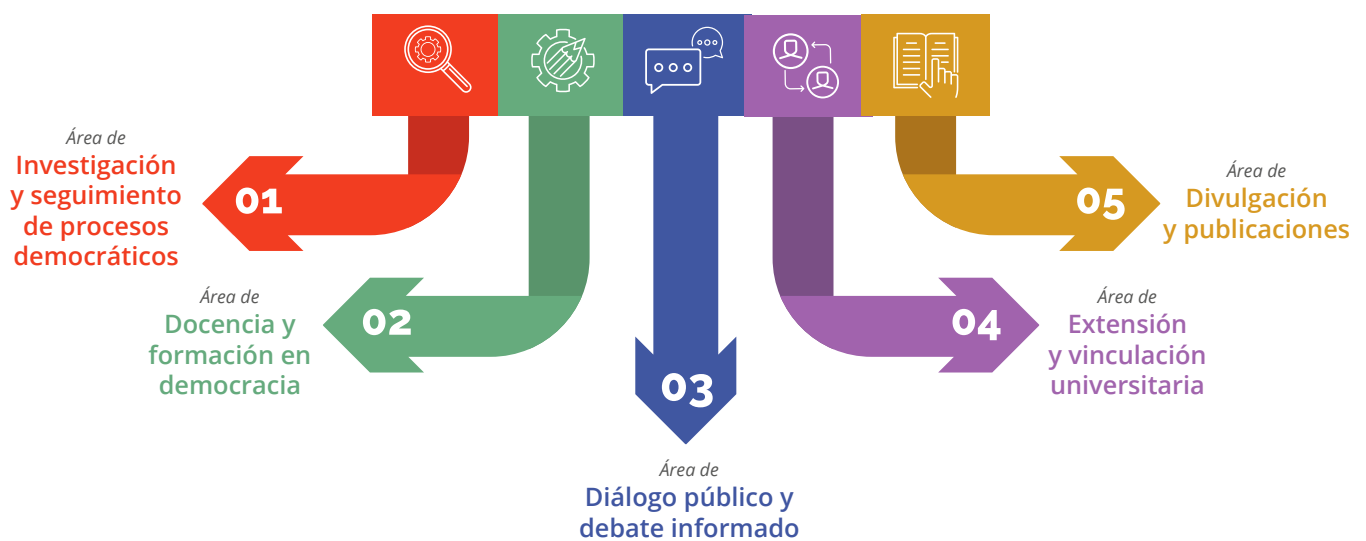 Área de
Investigación
y seguimiento
de procesos
democráticos
01
Área de
Docencia y
formación en
democracia
02
03
Área de
Diálogo público y
debate informado
04
Área de
Extensión
y vinculación
universitaria
05
Área de
Divulgación
y publicaciones